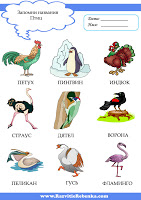 Запомни названия
Птиц
Дата:
Имя:
ПЕТУХ
ПИНГВИН
ИНДЮК
СТРАУС
ДЯТЕЛ
ВОРОНА
ПЕЛИКАН
ГУСЬ
ФЛАМИНГО
www.RazvitieRebenka.com